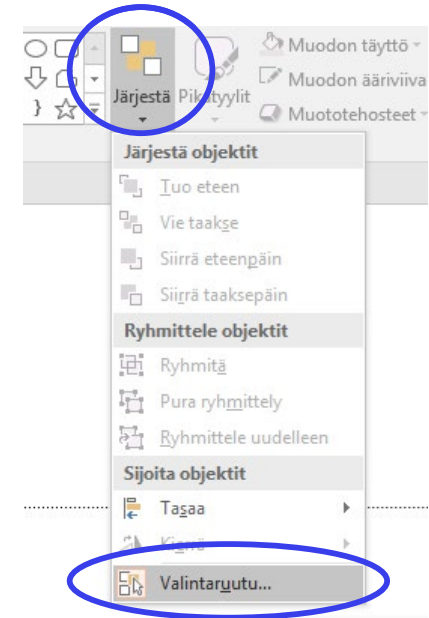 Muodon täyttö
Muodon ääriviiva
Muototehosteet
Järjestä
Pikatyylit
Järjestä objektit
Tuo eteen
Vie taakse
Siirrä eteenpäin
Siirrä taaksepäin
Ryhmittele objektit
Ryhmitä
Pura ryhmittely
Ryhmittele uudelleen
Sijoita objektit
Tasaa
Kierrä
Valintaruutu...